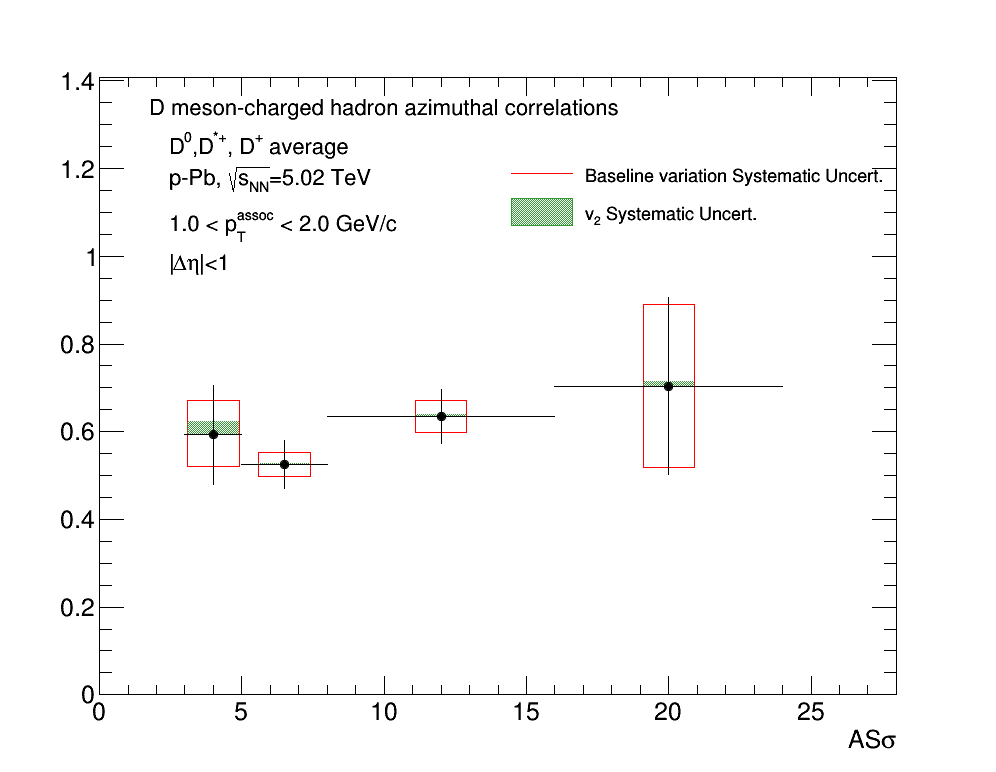 D meson-charged hadron azimuthal correlations
D⁰,D*⁺, D⁺ average
p-Pb, √sNN=5.02 TeV
1.0 < pTassoc < 2.0 GeV/c
|Δη|<1
Baseline variation Systematic Uncert.
v₂ Systematic Uncert.
1.4
1.2
1
0.8
0.6
0.4
0.2
0
0 5 10 15 20 25
ASσ